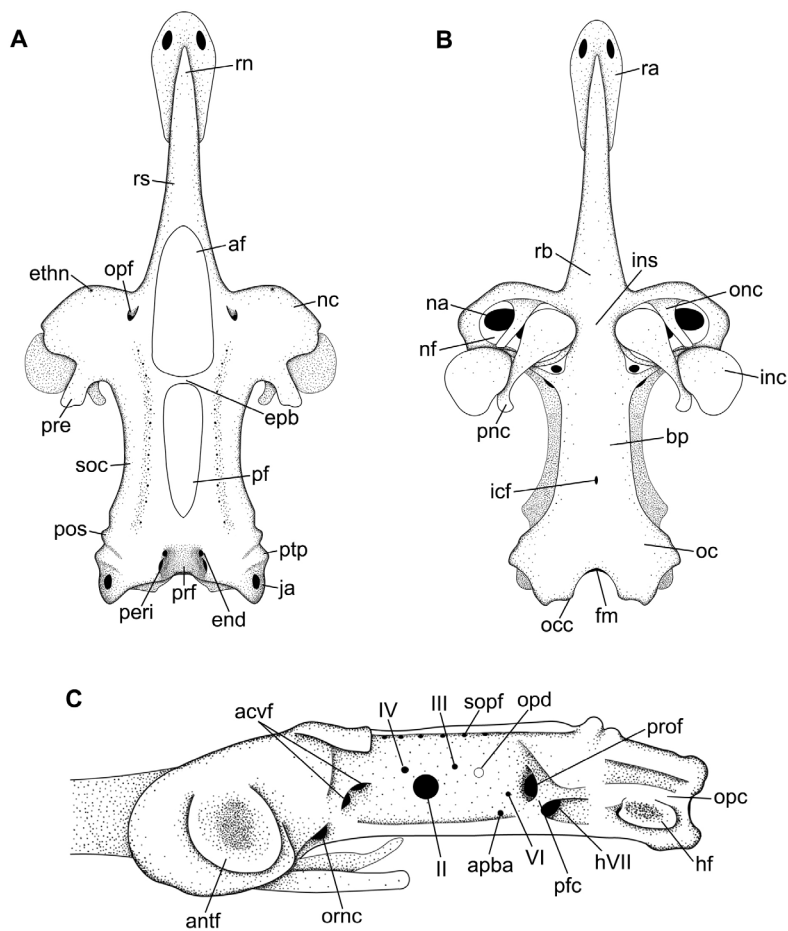 A
B
rn
ra
rs
af
opf
ethn
nc
rb
ins
na
onc
nf
inc
pre
epb
pnc
soc
bp
pf
icf
pos
ptp
oc
peri
prf
ja
end
fm
occ
C
acvf
IV
III
sopf
opd
prof
opc
II
apba
VI
hVII
hf
pfc
antf
ornc